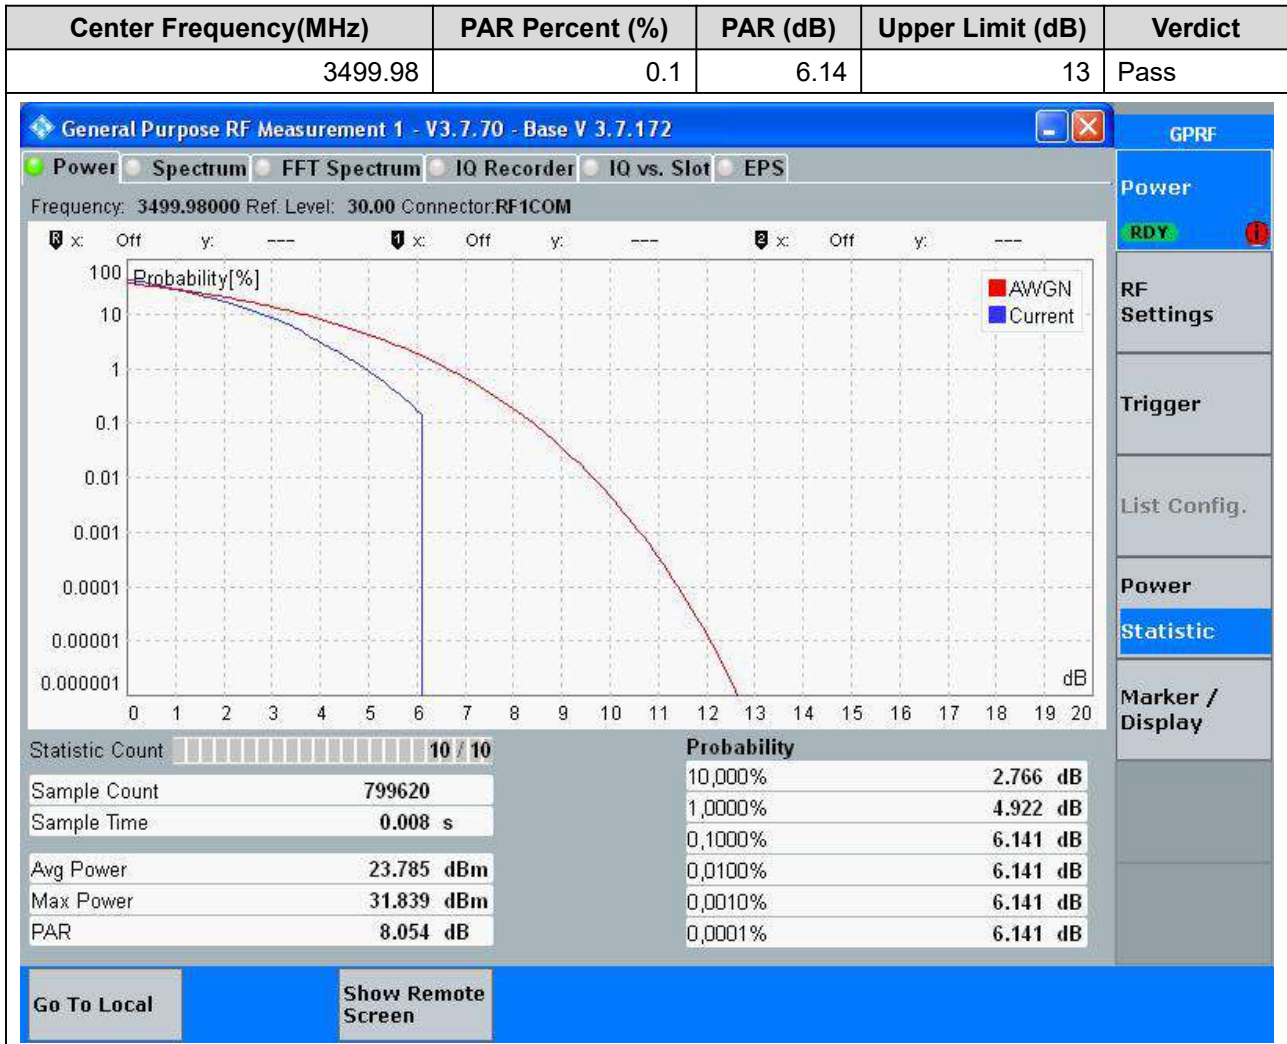 Center Frequency(MHz) PAR Percent (%) PAR (dB) Upper Limit (dB) Verdict
3499.98 0.1 6.14 13 Pass
General Purpose RF Measurement 1 - V3.7.70 - Base V 3.7.172
GPRF
Power Spectrum FFT Spectrum IQ Recorder IQ vs. Slot EPS
Frequency: 3499.98000 Ref. Level: 30.00 Connector:RF1COM
R x: Off y: --- 1 x: Off y: --- 2 x: Off y: ---
Power
RDY
RF
Settings
Trigger
List Config.
Power
Statistic
Marker /
Display
Probability[%]
AWGN
Current
100
10
1
0.1
0.01
0.001
0.0001
0.00001
0.000001
dB
0 1 2 3 4 5 6 7 8 9 10 11 12 13 14 15 16 17 18 19 20
Statistic Count 10 / 10
Sample Count 799620
Sample Time 0.008 s
Avg Power 23.785 dBm
Max Power 31.839 dBm
PAR 8.054 dB
Probability
10,000% 2.766 dB
1,0000% 4.922 dB
0,1000% 6.141 dB
0,0100% 6.141 dB
0,0010% 6.141 dB
0,0001% 6.141 dB
Go To Local
Show Remote
Screen